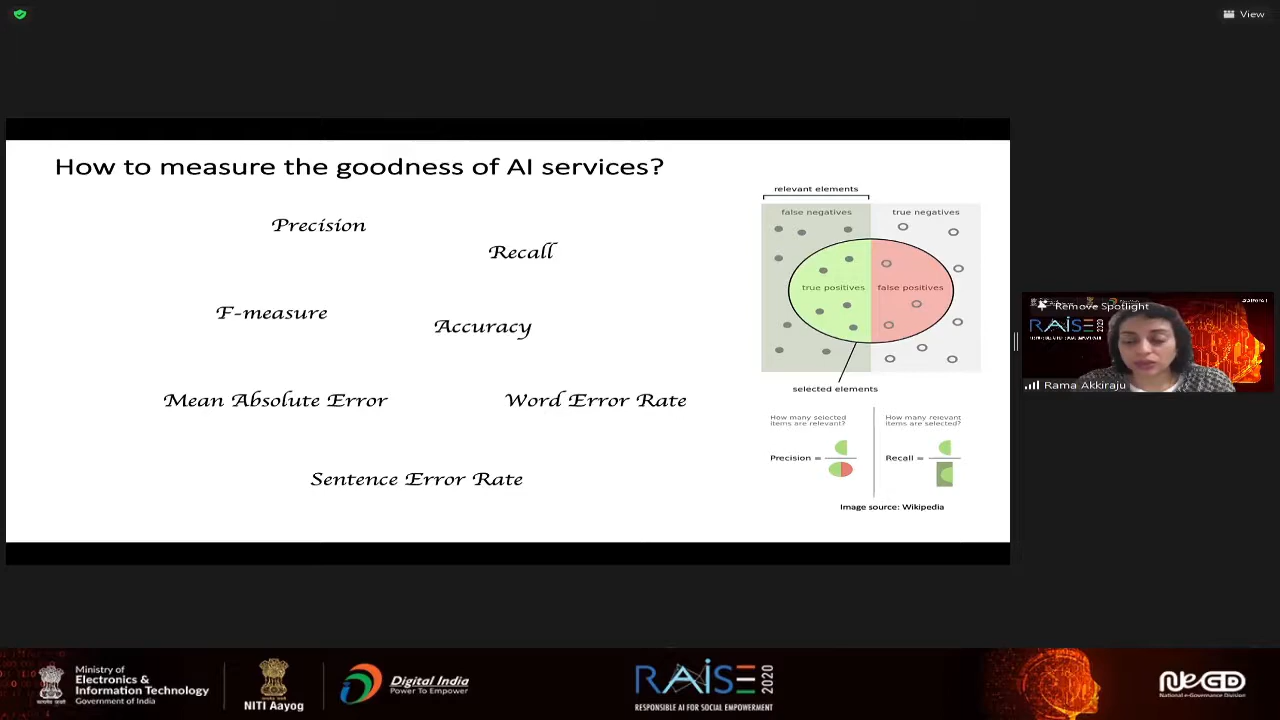 View
How to measure the goodness of AI services?
Precision
Recall
F-measure
Accuracy
Mean Absolute Error
Word Error Rate
Sentence Error Rate
relevant elements
false negatives
true negatives
true positives
false positives
selected elements
How many selected
items are relevant?
How many relevant
items are selected?
Precision =
Recall =
Image source: Wikipedia
Remove Spotlight
RAISE 2020
Rama Akkiraju
Ministry of
Electronics &
Information Technology
Government of India
NITI Aayog
Digital India
Power To Empower
RAISE 2020
RESPONSIBLE AI FOR SOCIAL EMPOWERMENT
NeGD
National e-Governance Division